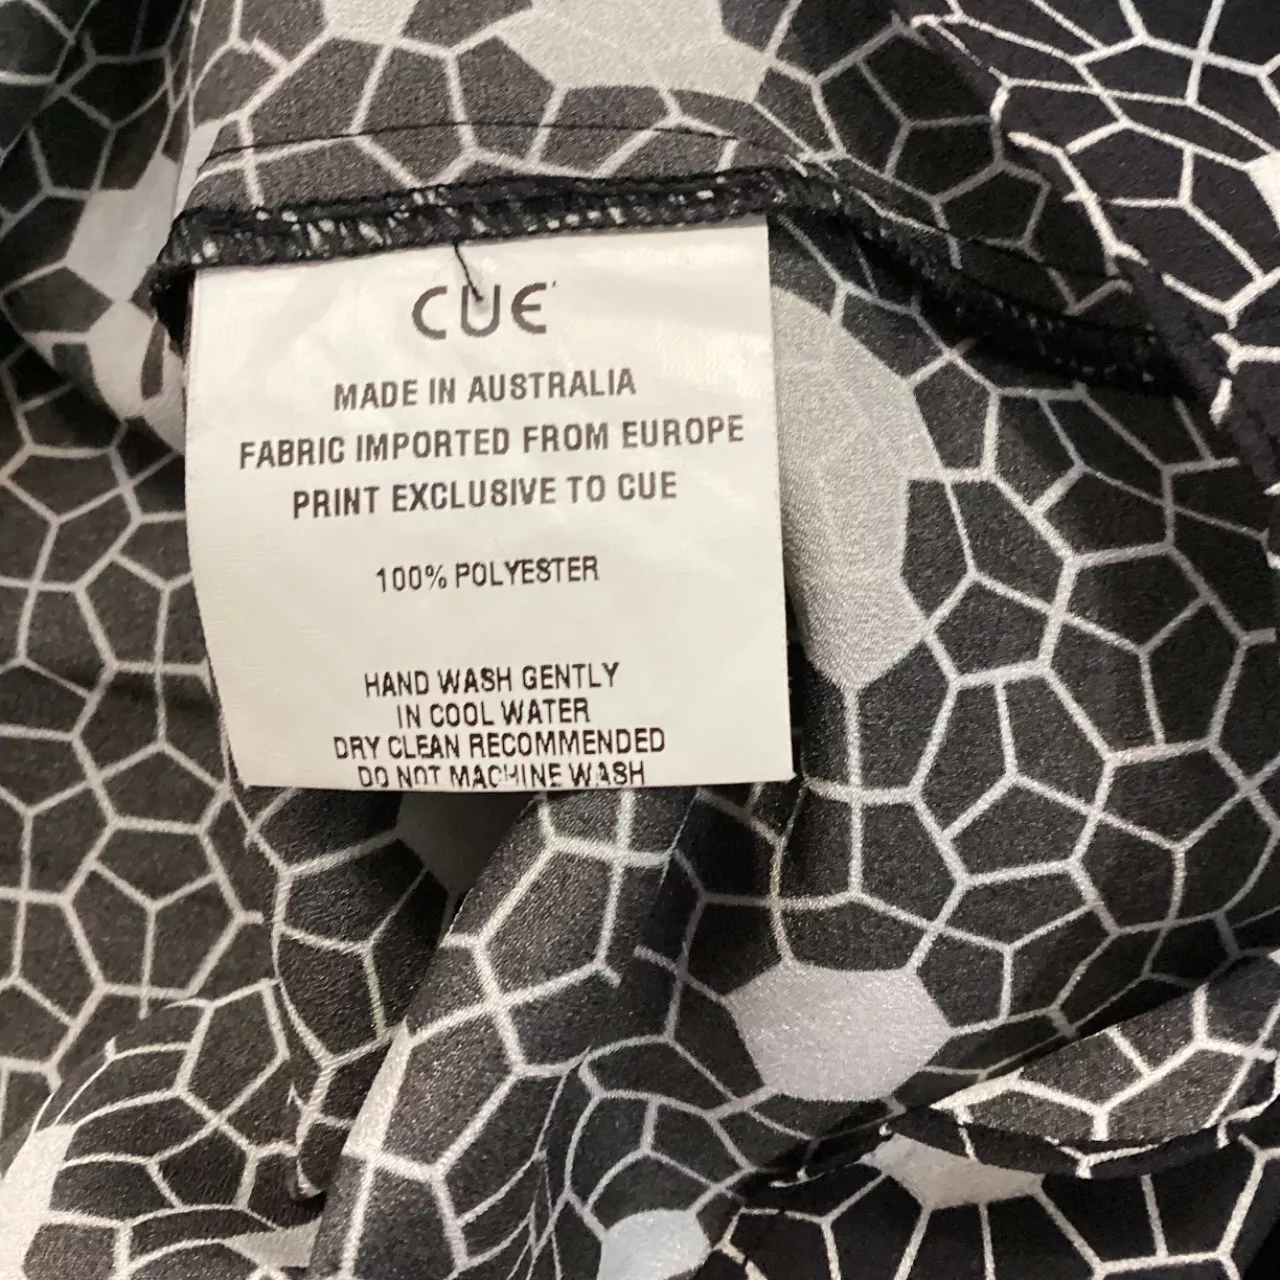 CUE
MADE IN AUSTRALIA
FABRIC IMPORTED FROM EUROPE
PRINT EXCLUSIVE TO CUE
100% POLYESTER
HAND WASH GENTLY
IN COOL WATER
DRY CLEAN RECOMMENDED
DO NOT MACHINE WASH